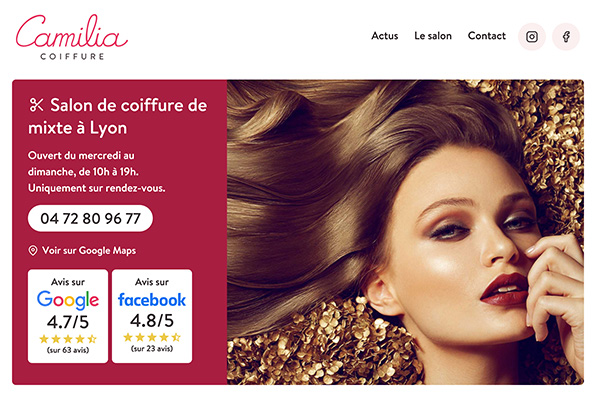 Camilia
COIFFURE
Actus Le salon Contact
Salon de coiffure de
mixte à Lyon
Ouvert du mercredi au
dimanche, de 10h à 19h.
Uniquement sur rendez-vous.
04 72 80 96 77
Voir sur Google Maps
Avis sur
Google
4.7/5
(sur 63 avis)
Avis sur
facebook
4.8/5
(sur 23 avis)